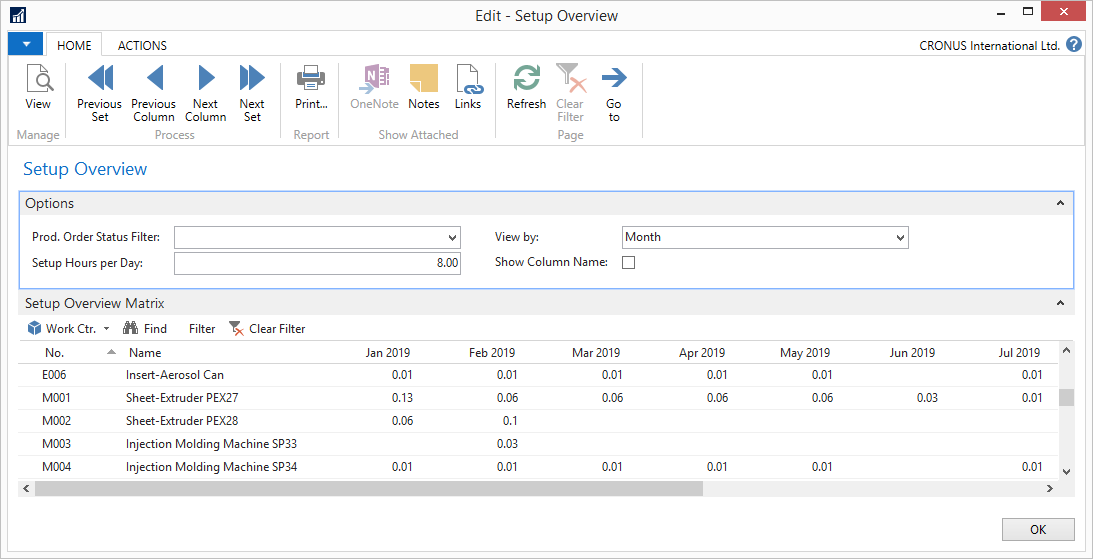 Edit - Setup Overview
HOME ACTIONS CRONUS International Ltd. ?
View Previous Set Previous Column Next Column Next Set Print... OneNote Notes Links Refresh Clear Filter Go to
Manage Process Report Show Attached Page
Setup Overview
Options
Prod. Order Status Filter: View by: Month
Setup Hours per Day: 8.00 Show Column Name:
Setup Overview Matrix
Work Ctr. Find Filter Clear Filter
No. Name Jan 2019 Feb 2019 Mar 2019 Apr 2019 May 2019 Jun 2019 Jul 2019
E006 Insert-Aerosol Can 0.01 0.01 0.01 0.01 0.01 0.01
M001 Sheet-Extruder PEX27 0.13 0.06 0.06 0.06 0.06 0.03 0.01
M002 Sheet-Extruder PEX28 0.06 0.1
M003 Injection Molding Machine SP33 0.03
M004 Injection Molding Machine SP34 0.01 0.01 0.01 0.01 0.01 0.01
OK